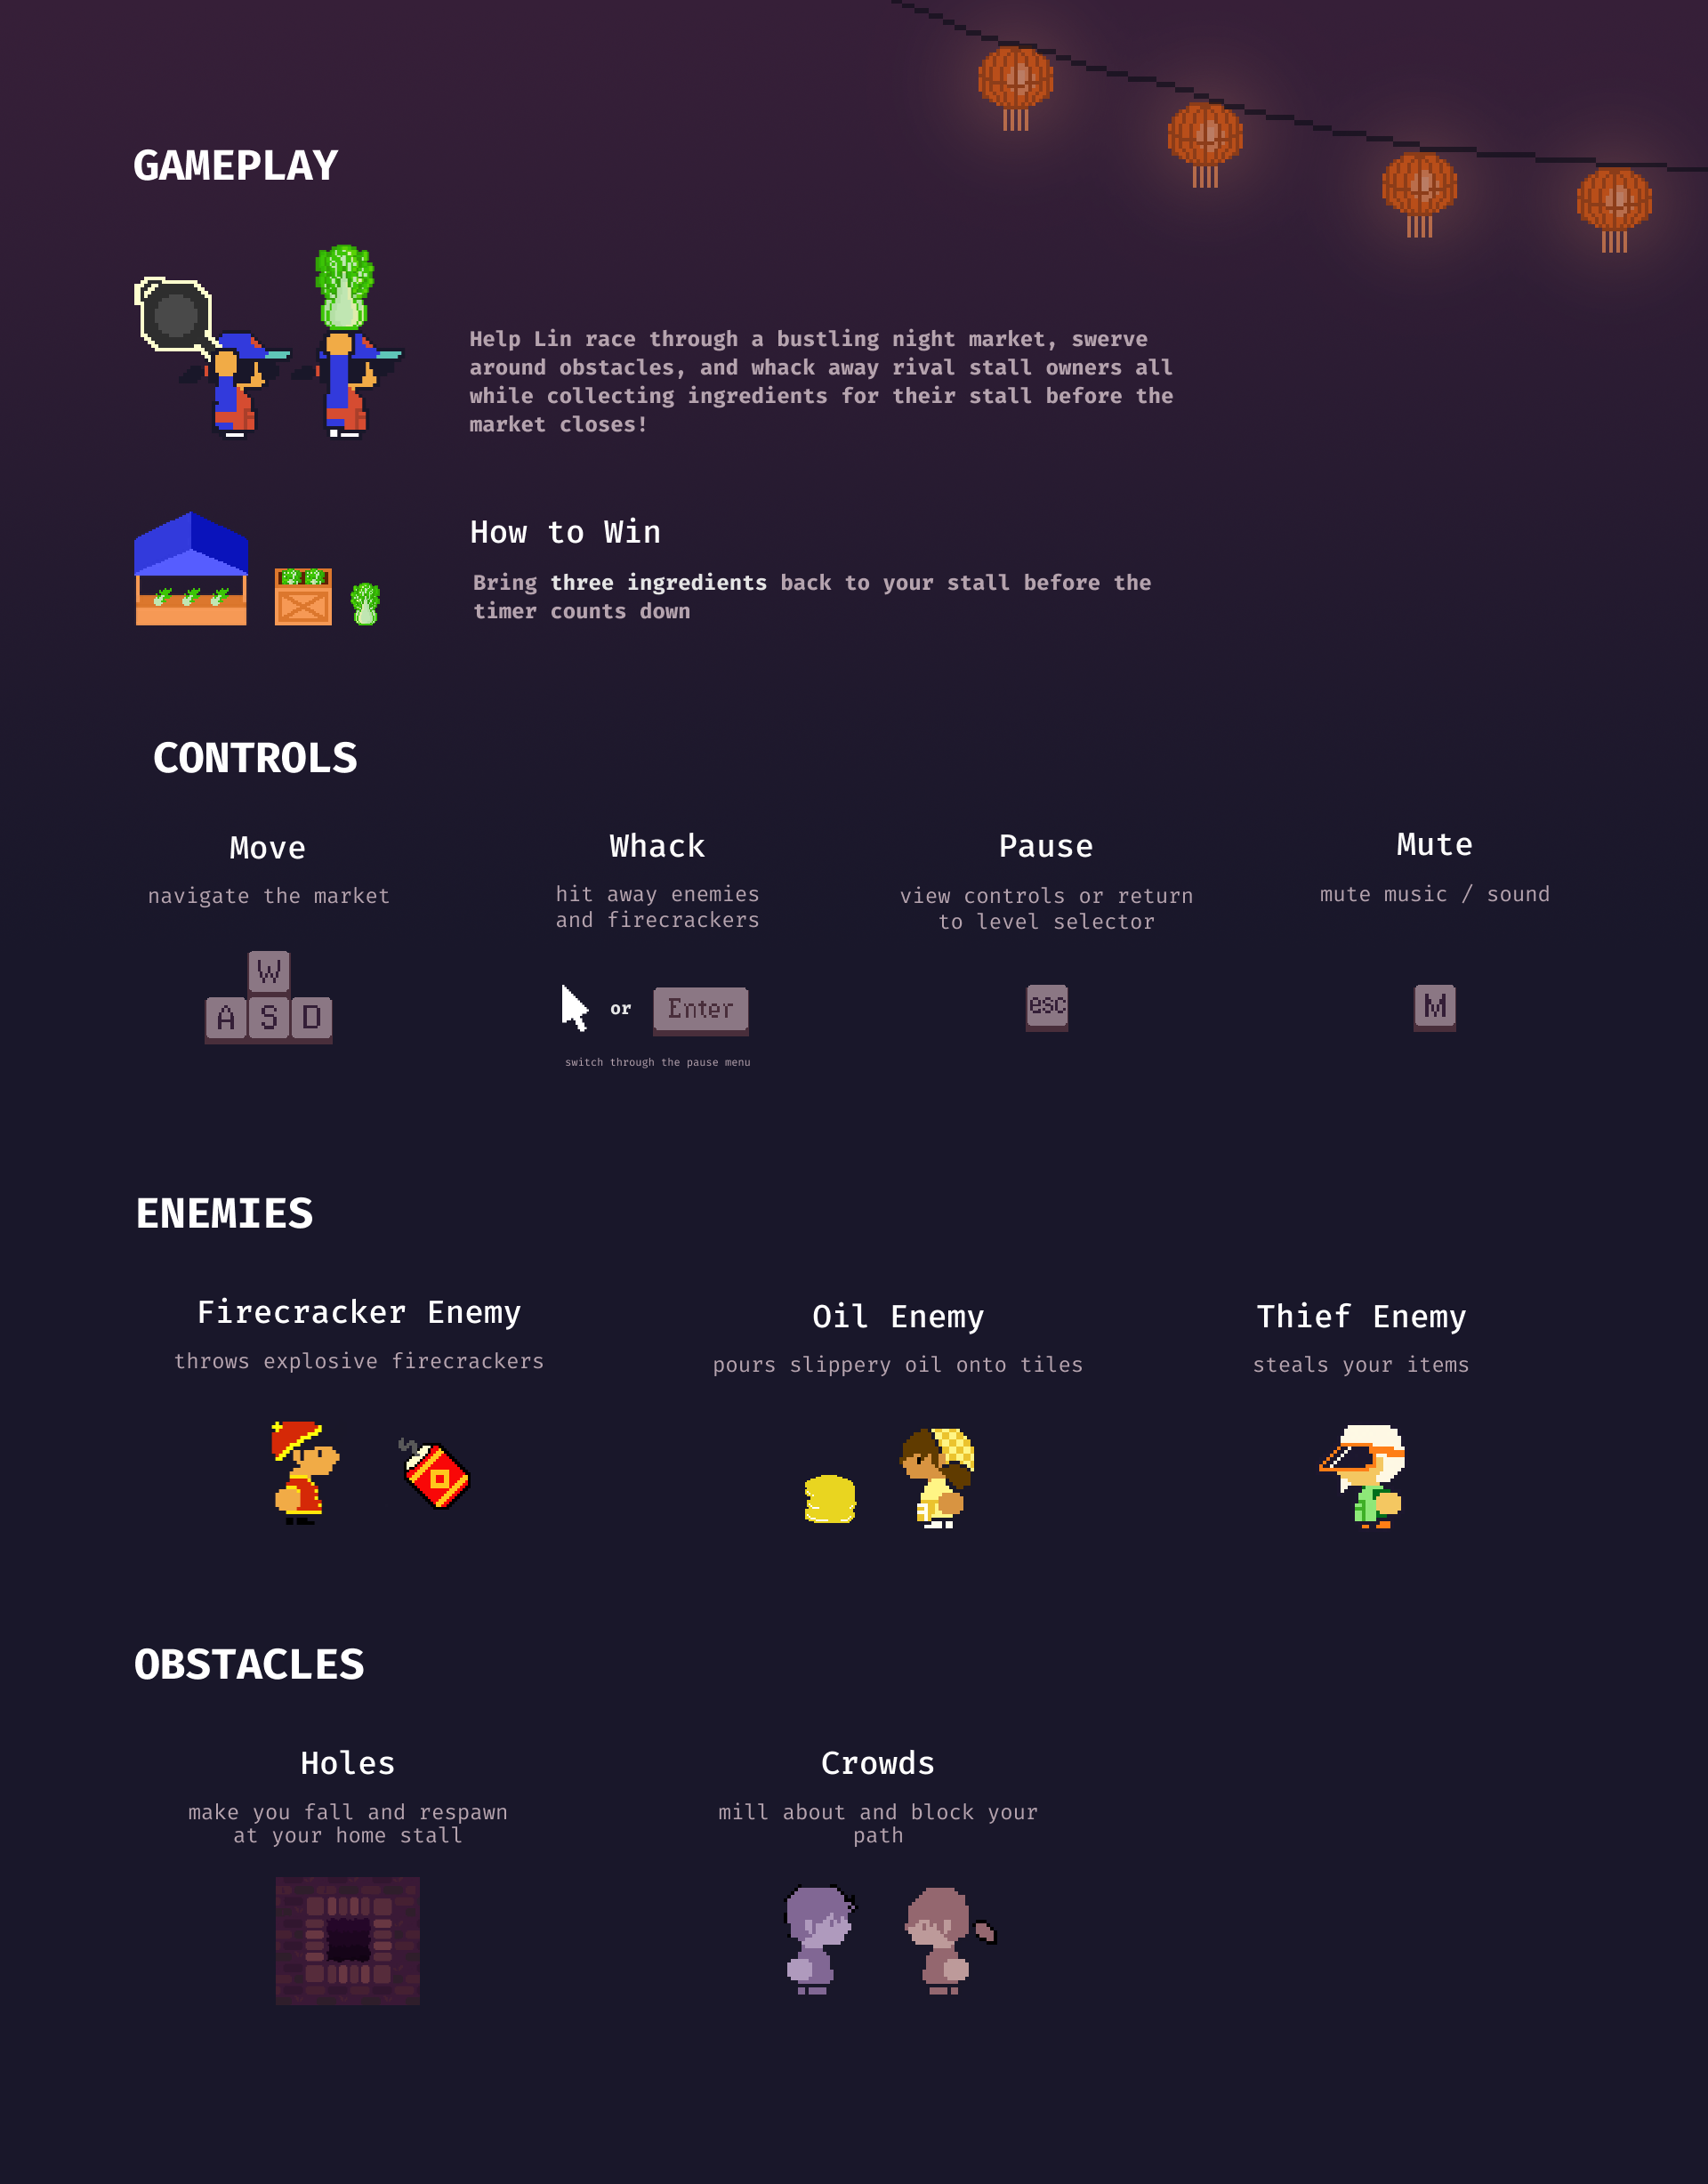 GAMEPLAY
Help Lin race through a bustling night market, swerve
around obstacles, and whack away rival stall owners all
while collecting ingredients for their stall before the
market closes!
How to Win
Bring three ingredients back to your stall before the
timer counts down
CONTROLS
Move
navigate the market
W
A S D
Whack
hit away enemies
and firecrackers
or Enter
switch through the pause menu
Pause
view controls or return
to level selector
esc
Mute
mute music / sound
M
ENEMIES
Firecracker Enemy
throws explosive firecrackers
Oil Enemy
pours slippery oil onto tiles
Thief Enemy
steals your items
OBSTACLES
Holes
make you fall and respawn
at your home stall
Crowds
mill about and block your
path